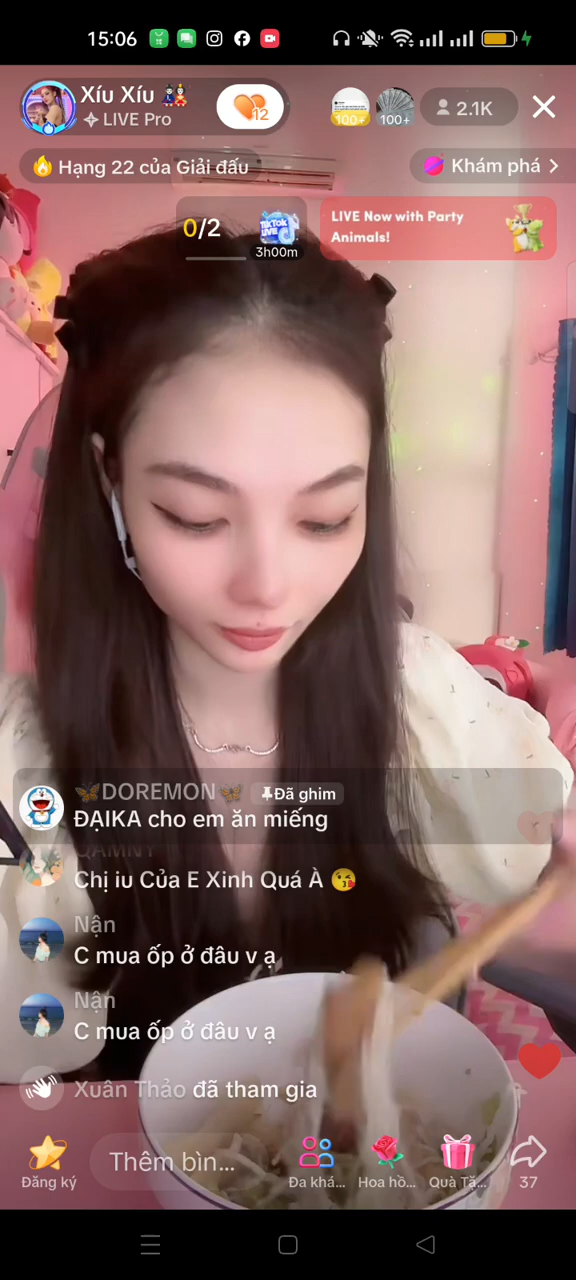 15:06
Xíu Xíu 🎎
LIVE Pro
12
100+
100+
2.1K
Hạng 22 của Giải đấu
Khám phá >
0/2
TikTok LIVE
3h00m
LIVE Now with Party
Animals!
🦋DOREMON🦋 Đã ghim
ĐẠIKA cho em ăn miếng
Chị iu Của E Xinh Quá À 😘
Nận
C mua ốp ở đâu v ạ
Nận
C mua ốp ở đâu v ạ
Xuân Thảo đã tham gia
Thêm bìn...
Đăng ký
Đa khá...
Hoa hồ...
Quà Tặ...
37